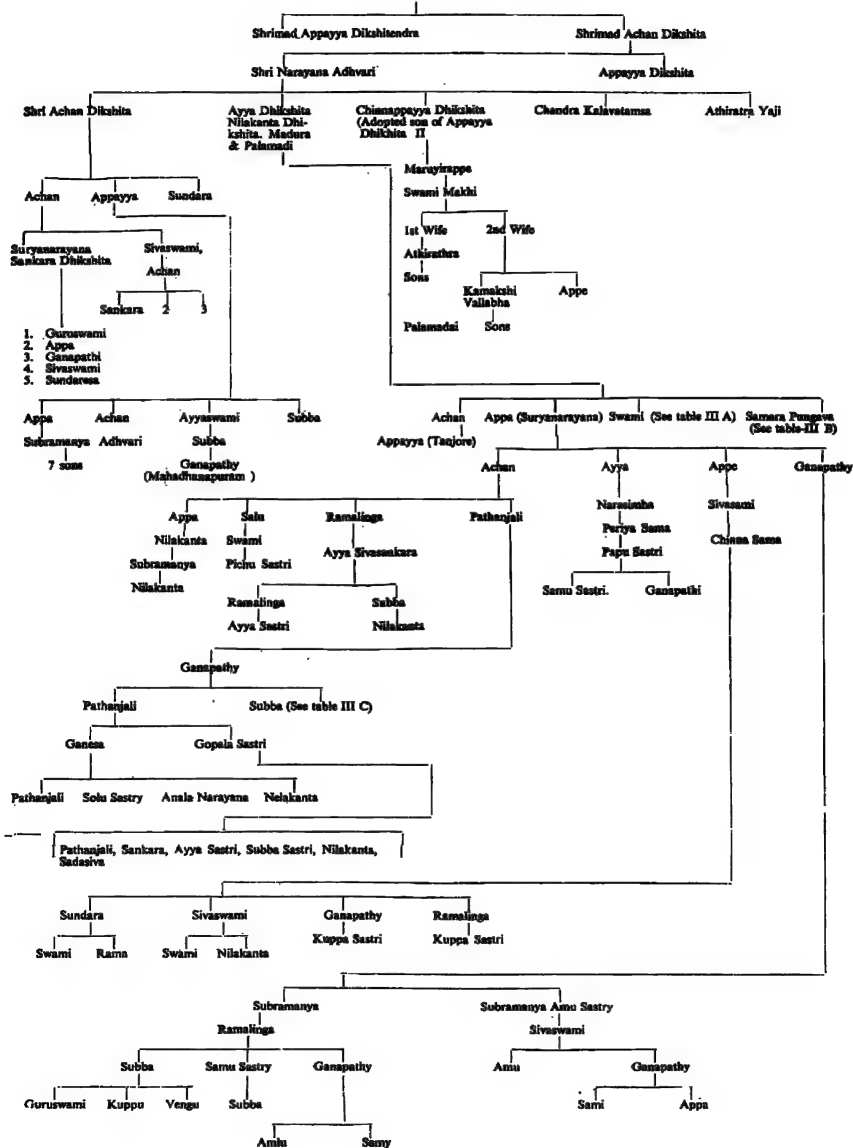 Shrimad Appayya Dikshitendra Shrimad Achan Dikshita
Shri Narayana Adhvari Appayya Dikshita
Shri Achan Dikshita Ayya Dhikshita Chinnappayya Dhikshita Chandra Kalavatamsa Athiratra Yaji
Nilakanta Dhi- (Adopted son of Appayya
kshita. Madura Dhikhita II
& Palamadi
Maruyirappa
Achan Appayya Sundara Swami Makhi
1st Wife 2nd Wife
Suryanarayana Sivaswami, Athirathra
Sankara Dhikshita Achan Sons
Kamakshi Appe
Vallabha
Sankara 2 3
Palamadai Sons
1. Guruswami
2. Appa
3. Ganapathi
4. Sivaswami
5. Sundaresa
Appa Achan Ayyaswami Subba Achan Appa (Suryanarayana) Swami (See table III A) Samara Pungava
(See table-III B)
Subramanya Adhvari Subba Appayya (Tanjore)
7 sons Ganapathy
(Mahadhanapuram )
Achan Ayya Appe Ganapathy
Narasimha Sivasami
Appa Salu Ramalinga Pathanjali
Periya Sama
Nilakanta Swami Chinna Sama
Ayya Sivasankara Papu Sastri
Subramanya Pichu Sastri
Nilakanta
Samu Sastri. Ganapathi
Ramalinga Subba
Ayya Sastri Nilakanta
Ganapathy
Pathanjali Subba (See table III C)
Ganesa Gopala Sastri
Pathanjali Solu Sastry Anala Narayana Nelakanta
Pathanjali, Sankara, Ayya Sastri, Subba Sastri, Nilakanta,
Sadasiva
Sundara Sivaswami Ganapathy Ramalinga
Kuppa Sastri Kuppa Sastri
Swami Rama Swami Nilakanta
Subramanya Subramanya Amu Sastry
Ramalinga Sivaswami
Subba Samu Sastry Ganapathy Amu Ganapathy
Guruswami Kuppu Vengu Subba Sami Appa
Amlu Samy